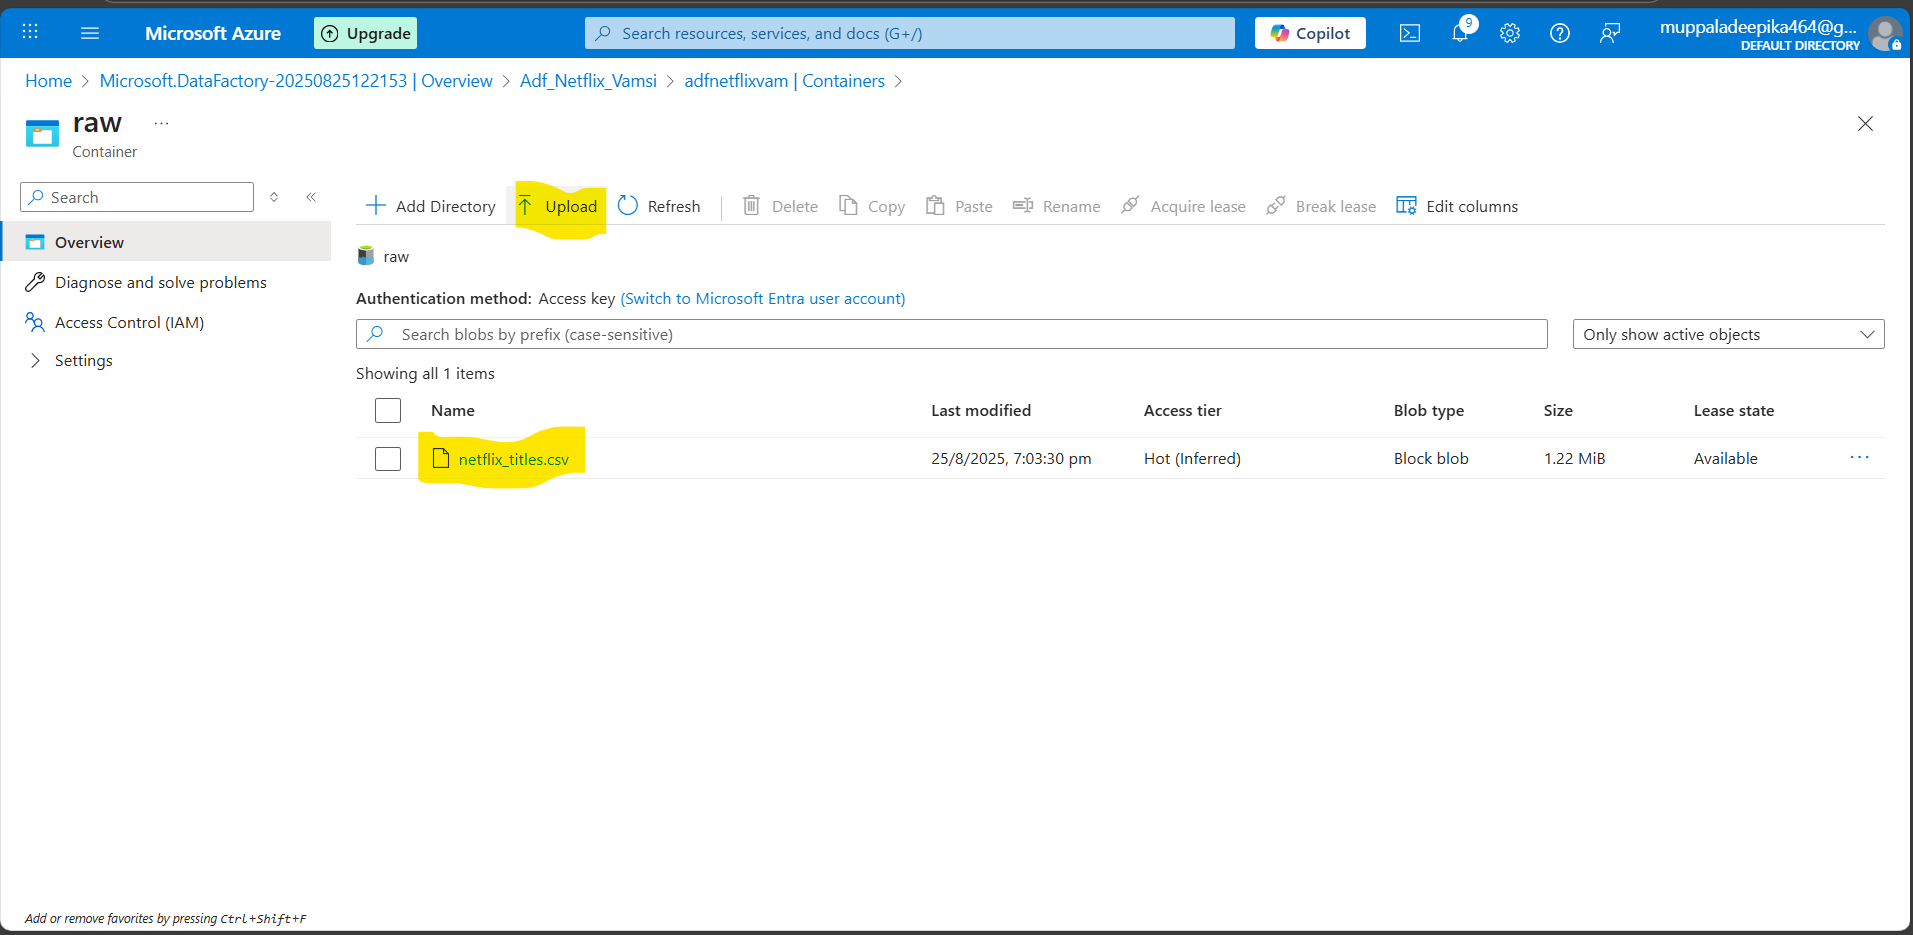 Microsoft Azure
Upgrade
Search resources, services, and docs (G+/)
Copilot
9
muppaladeepika464@g...
DEFAULT DIRECTORY
Home > Microsoft.DataFactory-20250825122153 | Overview > Adf_Netflix_Vamsi > adfnetflixvam | Containers >
raw ...
Container
Search
Add Directory
Upload
Refresh
Delete
Copy
Paste
Rename
Acquire lease
Break lease
Edit columns
Overview
Diagnose and solve problems
Access Control (IAM)
Settings
raw
Authentication method: Access key (Switch to Microsoft Entra user account)
Search blobs by prefix (case-sensitive)
Only show active objects
Showing all 1 items
Name Last modified Access tier Blob type Size Lease state
netflix_titles.csv 25/8/2025, 7:03:30 pm Hot (Inferred) Block blob 1.22 MiB Available ...
Add or remove favorites by pressing Ctrl+Shift+F